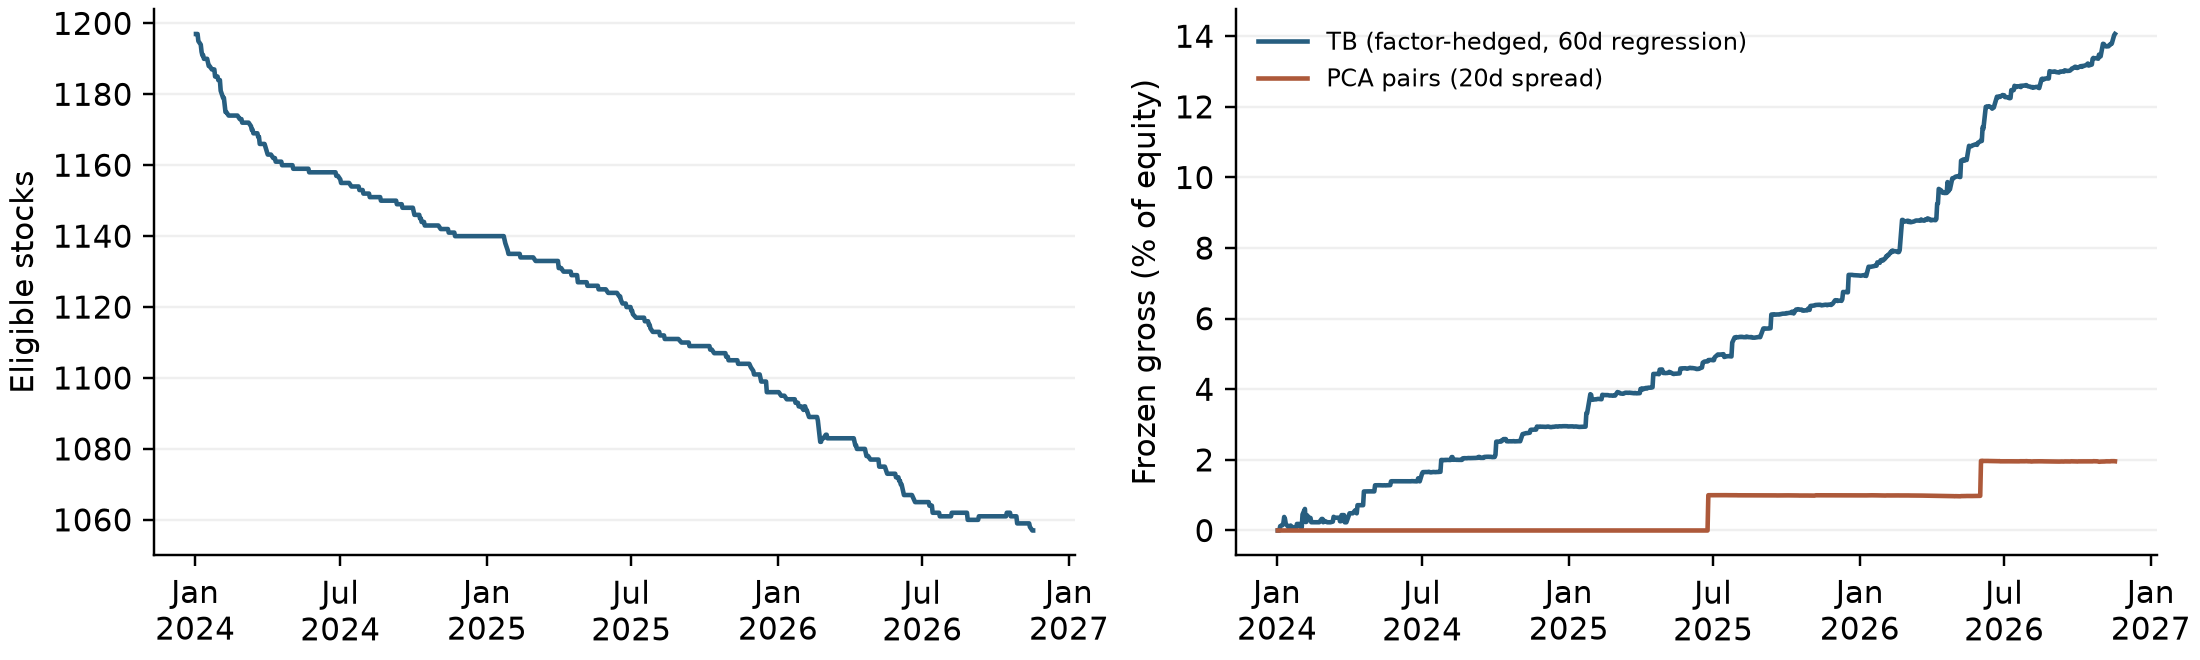 Eligible stocks
1200
1180
1160
1140
1120
1100
1080
1060
Jan
2024
Jul
2024
Jan
2025
Jul
2025
Jan
2026
Jul
2026
Jan
2027
Frozen gross (% of equity)
14
12
10
8
6
4
2
0
TB (factor-hedged, 60d regression)
PCA pairs (20d spread)
Jan
2024
Jul
2024
Jan
2025
Jul
2025
Jan
2026
Jul
2026
Jan
2027